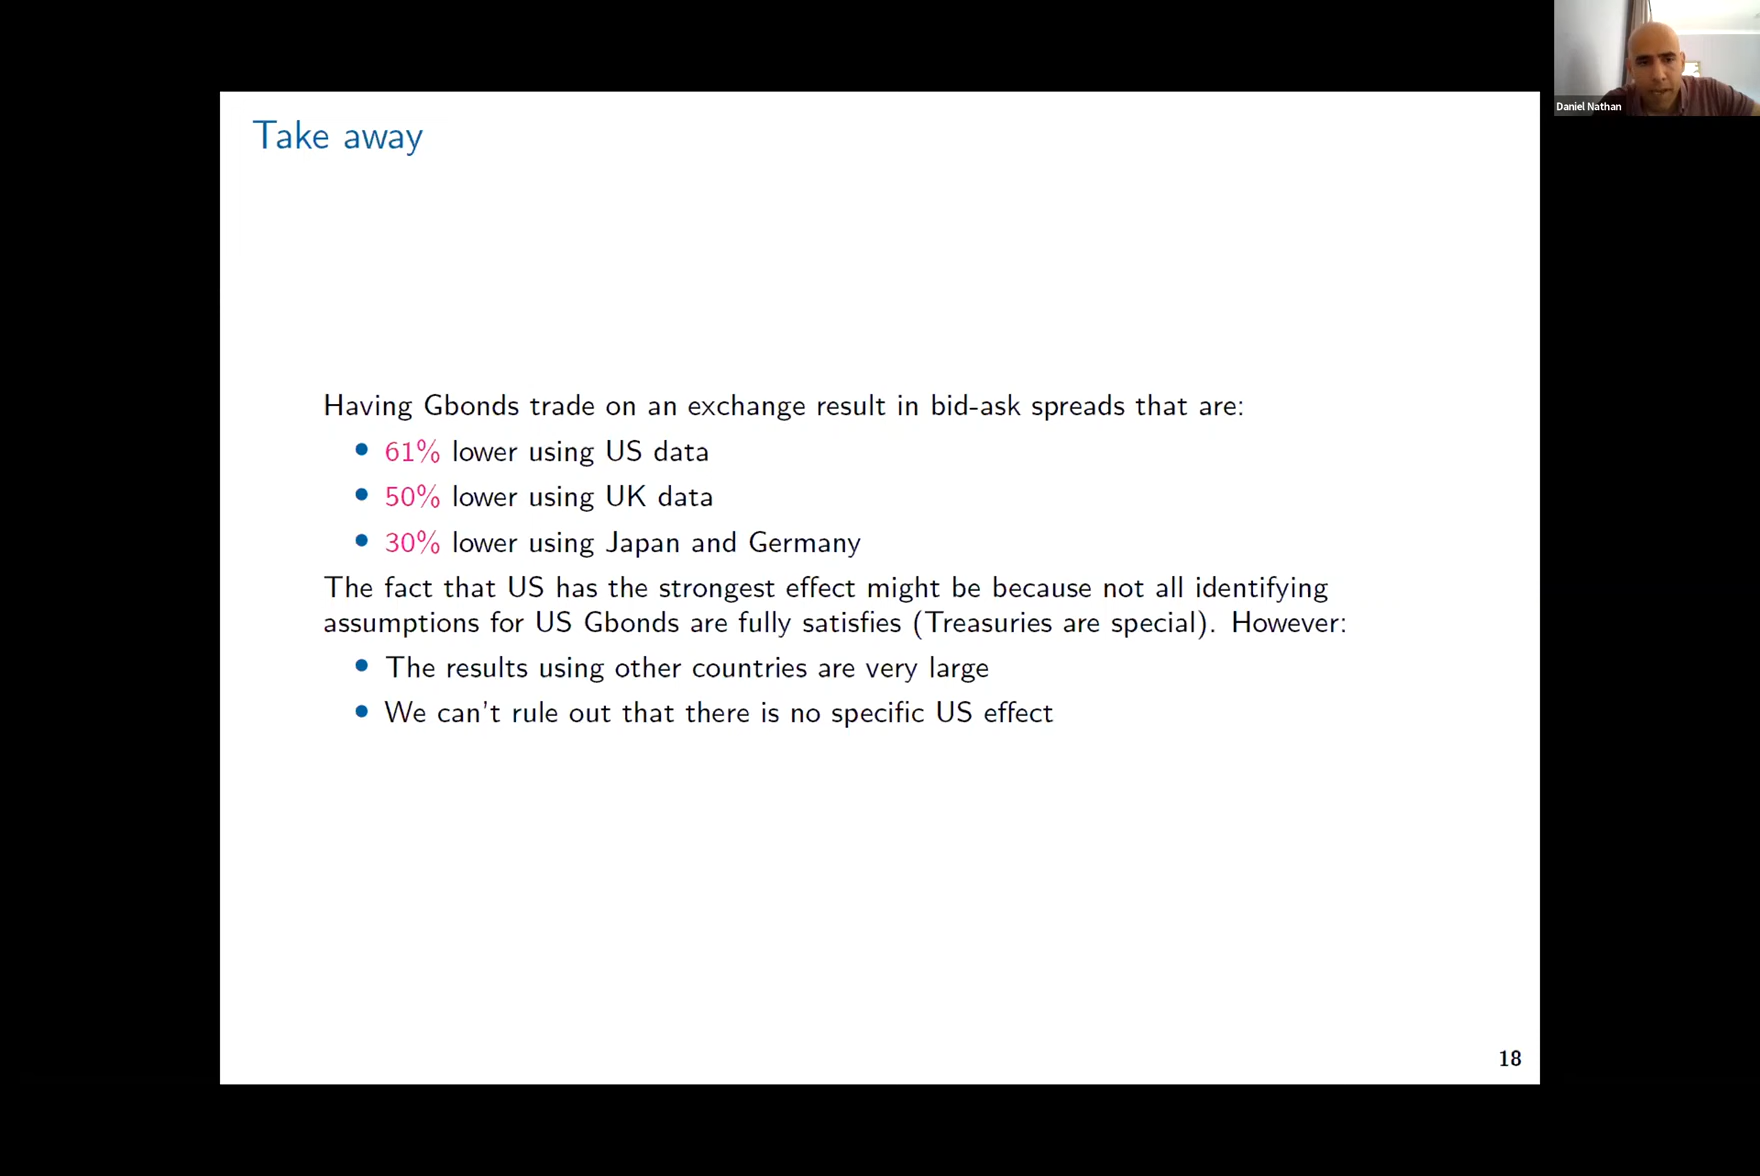 Daniel Nathan
Take away
Having Gbonds trade on an exchange result in bid-ask spreads that are:
• 61% lower using US data
• 50% lower using UK data
• 30% lower using Japan and Germany
The fact that US has the strongest effect might be because not all identifying
assumptions for US Gbonds are fully satisfies (Treasuries are special). However:
• The results using other countries are very large
• We can't rule out that there is no specific US effect
18